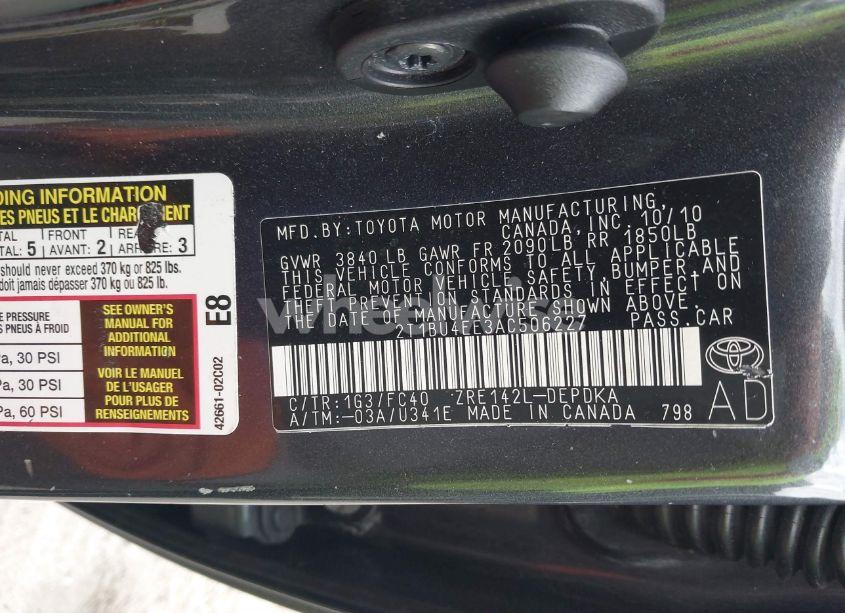 DING INFORMATION
ES PNEUS ET LE CHARGEMENT
TAL FRONT REAR
TAL: 5 AVANT: 2 ARRIÈRE: 3
should never exceed 370 kg or 825 lbs.
doit jamais dépasser 370 kg ou 825 lb.
PRESSURE
PNEUS À FROID
a, 30 PSI
Pa, 30 PSI
Pa, 60 PSI
SEE OWNER'S
MANUAL FOR
ADDITIONAL
INFORMATION
VOIR LE MANUEL
DE L'USAGER
POUR PLUS DE
RENSEIGNEMENTS
E8
42661-02C02
MFD.BY:TOYOTA MOTOR MANUFACTURING,
CANADA, INC. 10/10
GVWR 3840 LB GAWR FR 2090LB RR 1850LB
THIS VEHICLE CONFORMS TO ALL APPLICABLE
FEDERAL MOTOR VEHICLE SAFETY, BUMPER, AND
THEFT PREVENTION STANDARDS IN EFFECT ON
THE DATE OF MANUFACTURE SHOWN ABOVE.
PASS.CAR
C/TR:1G3/FC40 ZRE142L-DEPDKA
A/TM:-03A/U341E MADE IN CANADA 798
AD
wheelwise